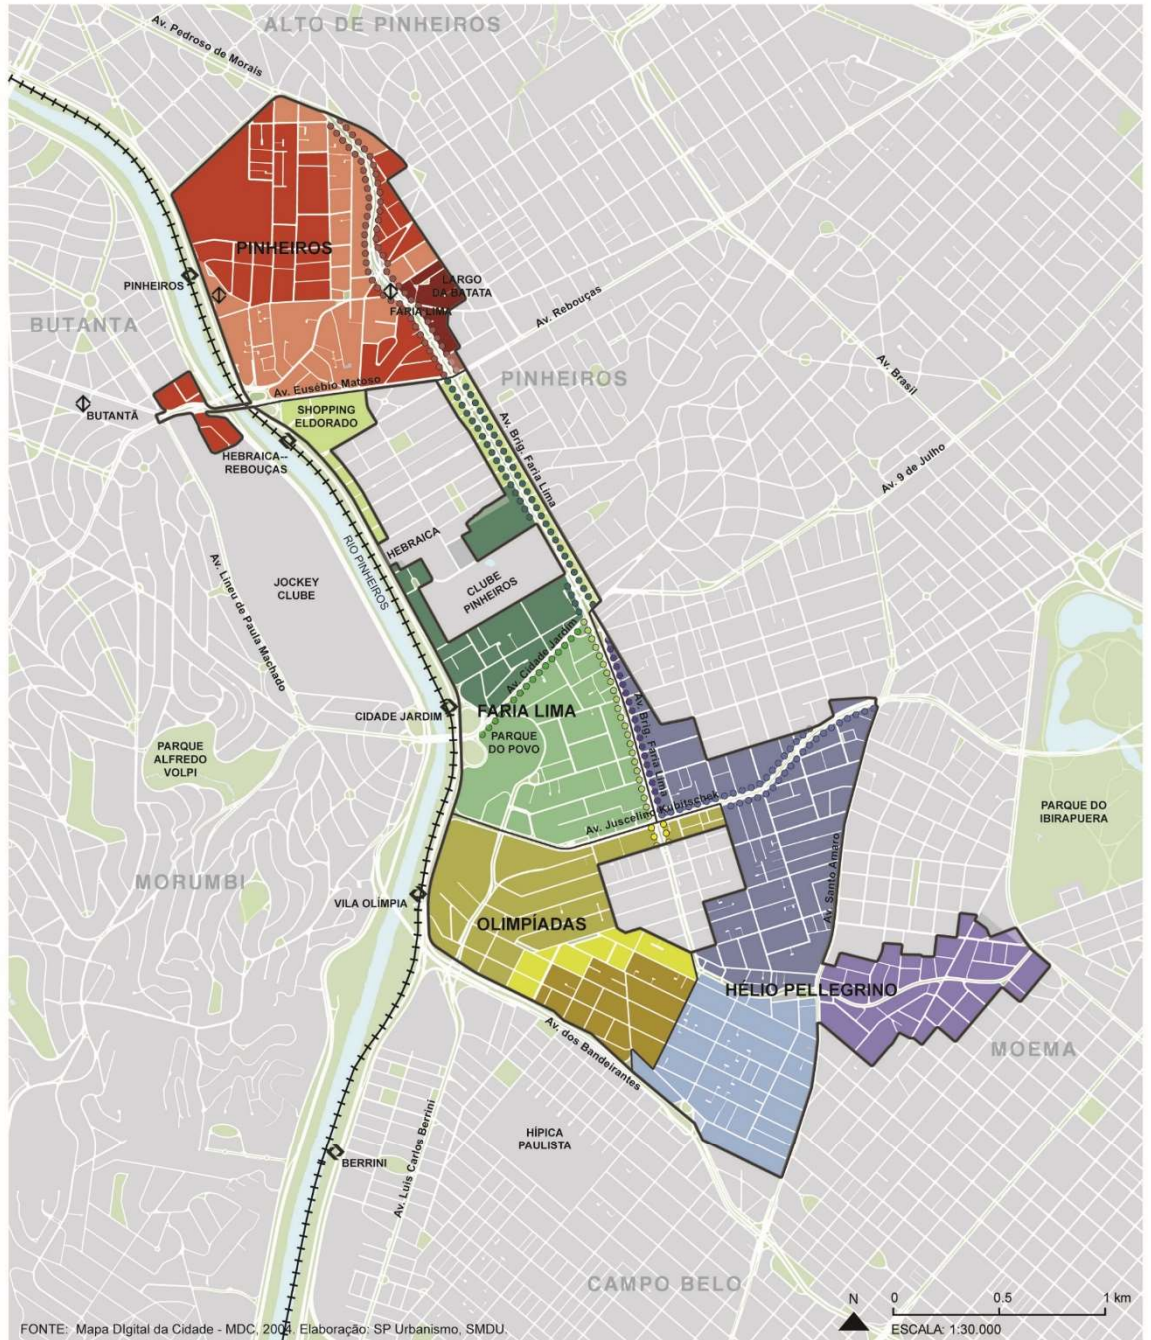 ALTO DE PINHEIROS
Av. Pedroso de Morais
PINHEIROS
LARGO
DA BATATA
FARIA LIMA
PINHEIROS
BUTANTA
Av. Rebouças
Av. Brasil
PINHEIROS
Av. Eusébio Matoso
BUTANTÃ
SHOPPING
ELDORADO
HEBRAICA--
REBOUÇAS
Av. Brig. Faria Lima
Av. 9 de Julho
RIO PINHEIROS
HEBRAICA
CLUBE
PINHEIROS
JOCKEY
CLUBE
Av. Lineu de Paula Machado
Av. Cidade Jardim
CIDADE JARDIM
FARIA LIMA
PARQUE
DO POVO
Av. Brig. Faria Lima
PARQUE
ALFREDO
VOLPI
Av. Juscelino Kubitschek
PARQUE DO
IBIRAPUERA
MORUMBI
VILA OLÍMPIA
Av. Santo Amaro
OLIMPÍADAS
HÉLIO PELLEGRINO
MOEMA
Av. dos Bandeirantes
HÍPICA
PAULISTA
BERRINI
Av. Luis Carlos Berrini
CAMPO BELO
N
0 0.5 1 km
ESCALA: 1:30.000
FONTE: Mapa DIgital da Cidade - MDC, 2004. Elaboração: SP Urbanismo, SMDU.